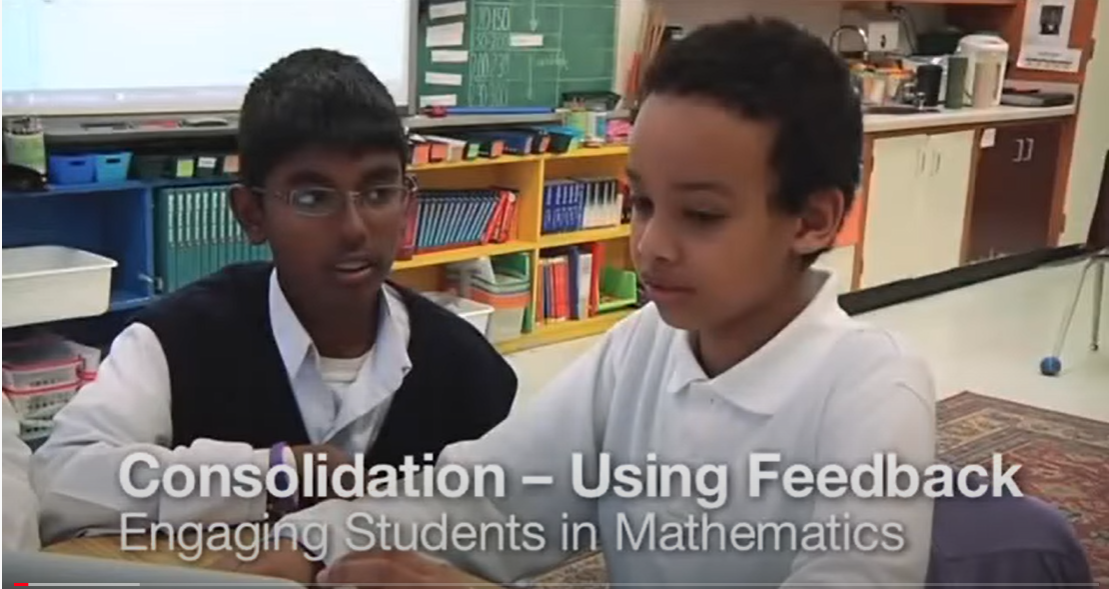 Consolidation – Using Feedback
Engaging Students in Mathematics